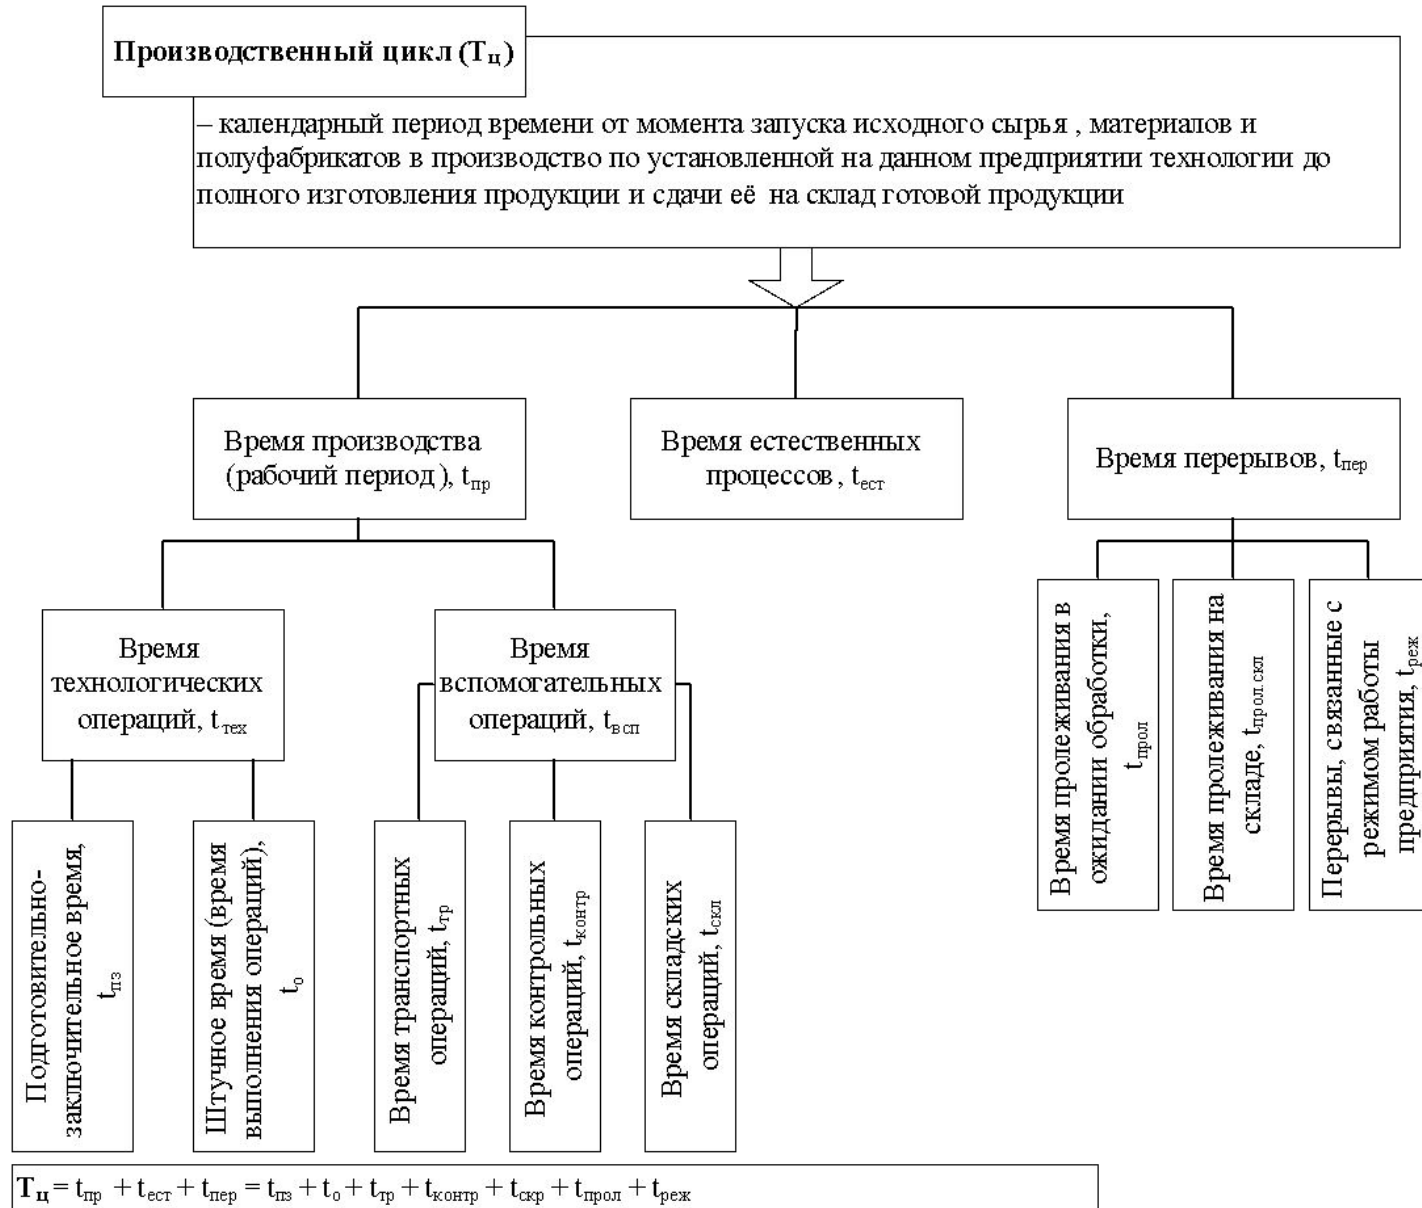 Производственный цикл (Тц)
– календарный период времени от момента запуска исходного сырья , материалов и
полуфабрикатов в производство по установленной на данном предприятии технологии до
полного изготовления продукции и сдачи её на склад готовой продукции
Время производства
(рабочий период), tпр
Время естественных
процессов, tест
Время перерывов, tпер
Время
технологических
операций, tтех
Время
вспомогательных
операций, tвсп
Время пролеживания в
ожидании обработки,
tпрол
Время пролеживания на
складе, tпрол.скл
Перерывы, связанные с
режимом работы
предприятия, tреж
Подготовительно-
заключительное время,
tпз
Штучное время (время
выполнения операций),
tо
Время транспортных
операций, tтр
Время контрольных
операций, tконтр
Время складских
операций, tскл
Тц = tпр + tест + tпер = tпз + tо + tтр + tконтр + tскр + tпрол + tреж